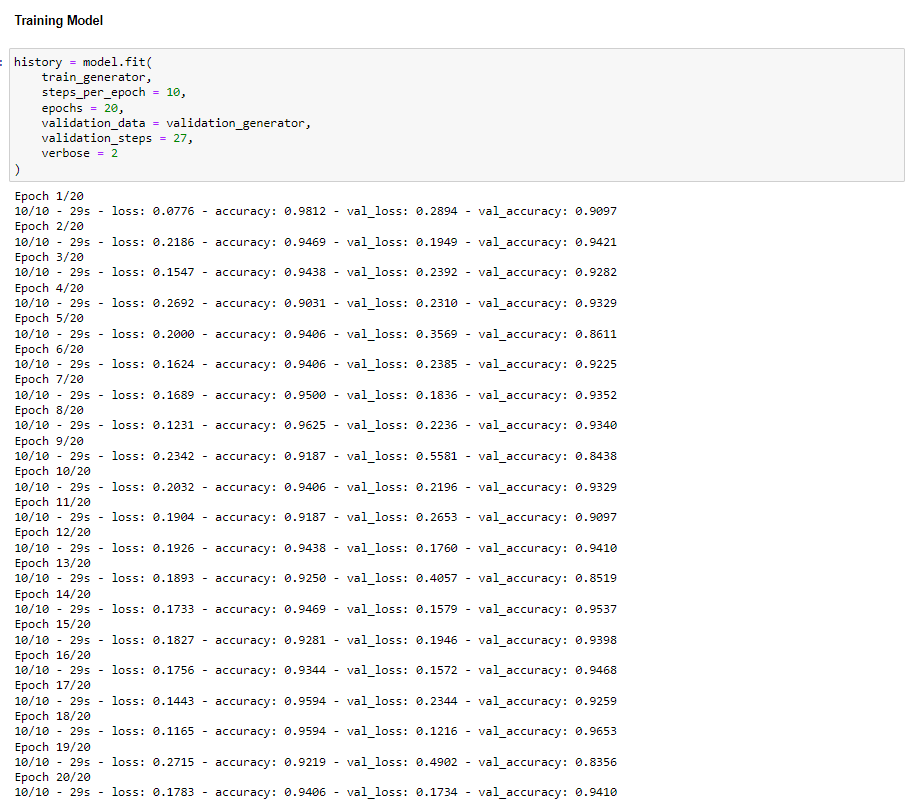 Training Model
:
history = model.fit(
    train_generator,
    steps_per_epoch = 10,
    epochs = 20,
    validation_data = validation_generator,
    validation_steps = 27,
    verbose = 2
)
Epoch 1/20
10/10 - 29s - loss: 0.0776 - accuracy: 0.9812 - val_loss: 0.2894 - val_accuracy: 0.9097
Epoch 2/20
10/10 - 29s - loss: 0.2186 - accuracy: 0.9469 - val_loss: 0.1949 - val_accuracy: 0.9421
Epoch 3/20
10/10 - 29s - loss: 0.1547 - accuracy: 0.9438 - val_loss: 0.2392 - val_accuracy: 0.9282
Epoch 4/20
10/10 - 29s - loss: 0.2692 - accuracy: 0.9031 - val_loss: 0.2310 - val_accuracy: 0.9329
Epoch 5/20
10/10 - 29s - loss: 0.2000 - accuracy: 0.9406 - val_loss: 0.3569 - val_accuracy: 0.8611
Epoch 6/20
10/10 - 29s - loss: 0.1624 - accuracy: 0.9406 - val_loss: 0.2385 - val_accuracy: 0.9225
Epoch 7/20
10/10 - 29s - loss: 0.1689 - accuracy: 0.9500 - val_loss: 0.1836 - val_accuracy: 0.9352
Epoch 8/20
10/10 - 29s - loss: 0.1231 - accuracy: 0.9625 - val_loss: 0.2236 - val_accuracy: 0.9340
Epoch 9/20
10/10 - 29s - loss: 0.2342 - accuracy: 0.9187 - val_loss: 0.5581 - val_accuracy: 0.8438
Epoch 10/20
10/10 - 29s - loss: 0.2032 - accuracy: 0.9406 - val_loss: 0.2196 - val_accuracy: 0.9329
Epoch 11/20
10/10 - 29s - loss: 0.1904 - accuracy: 0.9187 - val_loss: 0.2653 - val_accuracy: 0.9097
Epoch 12/20
10/10 - 29s - loss: 0.1926 - accuracy: 0.9438 - val_loss: 0.1760 - val_accuracy: 0.9410
Epoch 13/20
10/10 - 29s - loss: 0.1893 - accuracy: 0.9250 - val_loss: 0.4057 - val_accuracy: 0.8519
Epoch 14/20
10/10 - 29s - loss: 0.1733 - accuracy: 0.9469 - val_loss: 0.1579 - val_accuracy: 0.9537
Epoch 15/20
10/10 - 29s - loss: 0.1827 - accuracy: 0.9281 - val_loss: 0.1946 - val_accuracy: 0.9398
Epoch 16/20
10/10 - 29s - loss: 0.1756 - accuracy: 0.9344 - val_loss: 0.1572 - val_accuracy: 0.9468
Epoch 17/20
10/10 - 29s - loss: 0.1443 - accuracy: 0.9594 - val_loss: 0.2344 - val_accuracy: 0.9259
Epoch 18/20
10/10 - 29s - loss: 0.1165 - accuracy: 0.9594 - val_loss: 0.1216 - val_accuracy: 0.9653
Epoch 19/20
10/10 - 29s - loss: 0.2715 - accuracy: 0.9219 - val_loss: 0.4902 - val_accuracy: 0.8356
Epoch 20/20
10/10 - 29s - loss: 0.1783 - accuracy: 0.9406 - val_loss: 0.1734 - val_accuracy: 0.9410